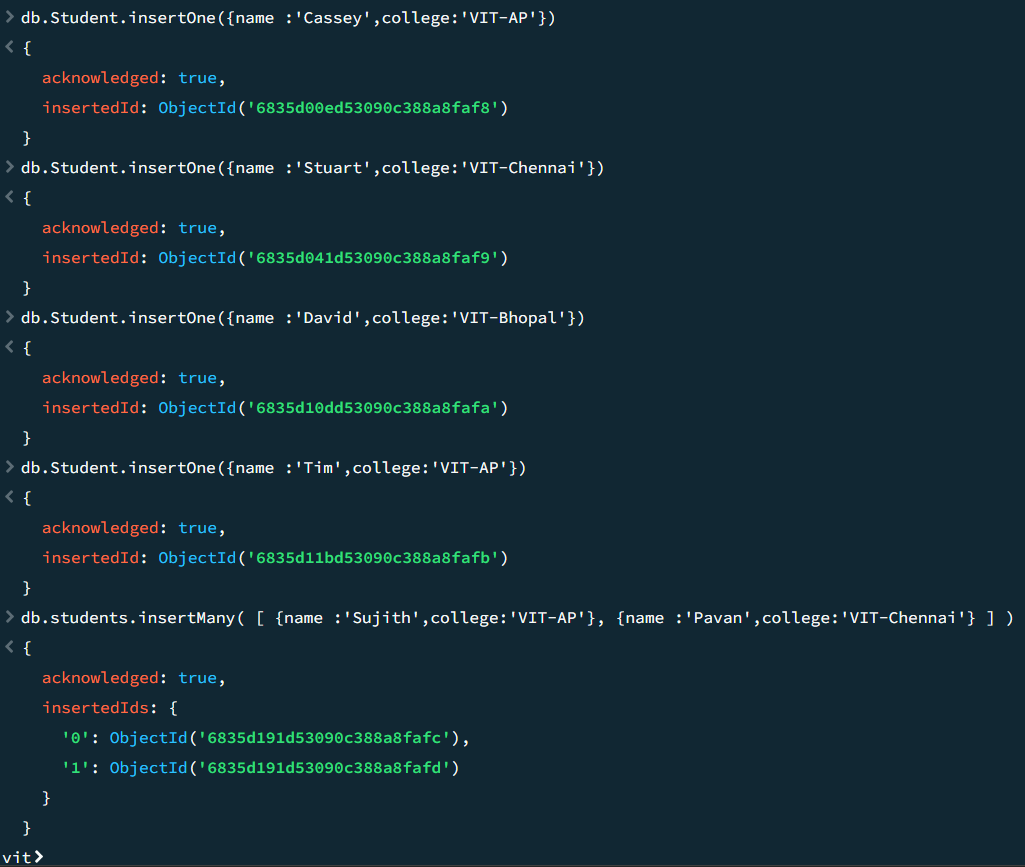 > db.Student.insertOne({name :'Cassey',college:'VIT-AP'})
< {
acknowledged: true,
insertedId: ObjectId('6835d00ed53090c388a8faf8')
}
> db.Student.insertOne({name :'Stuart',college:'VIT-Chennai'})
< {
acknowledged: true,
insertedId: ObjectId('6835d041d53090c388a8faf9')
}
> db.Student.insertOne({name :'David',college:'VIT-Bhopal'})
< {
acknowledged: true,
insertedId: ObjectId('6835d10dd53090c388a8fafa')
}
> db.Student.insertOne({name :'Tim',college:'VIT-AP'})
< {
acknowledged: true,
insertedId: ObjectId('6835d11bd53090c388a8fafb')
}
> db.students.insertMany( [ {name :'Sujith',college:'VIT-AP'}, {name :'Pavan',college:'VIT-Chennai'} ] )
< {
acknowledged: true,
insertedIds: {
'0': ObjectId('6835d191d53090c388a8fafc'),
'1': ObjectId('6835d191d53090c388a8fafd')
}
}
vit>